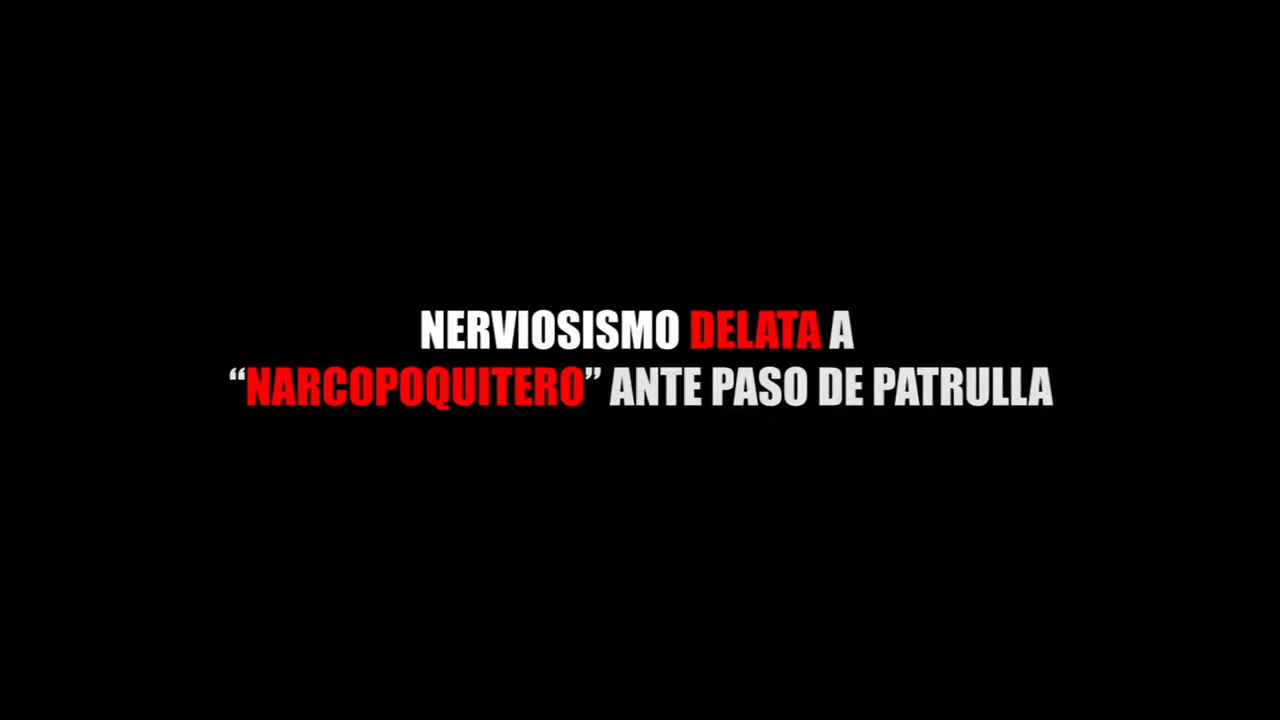 NERVIOSISMO DELATA A
“NARCOPOQUITERO” ANTE PASO DE PATRULLA